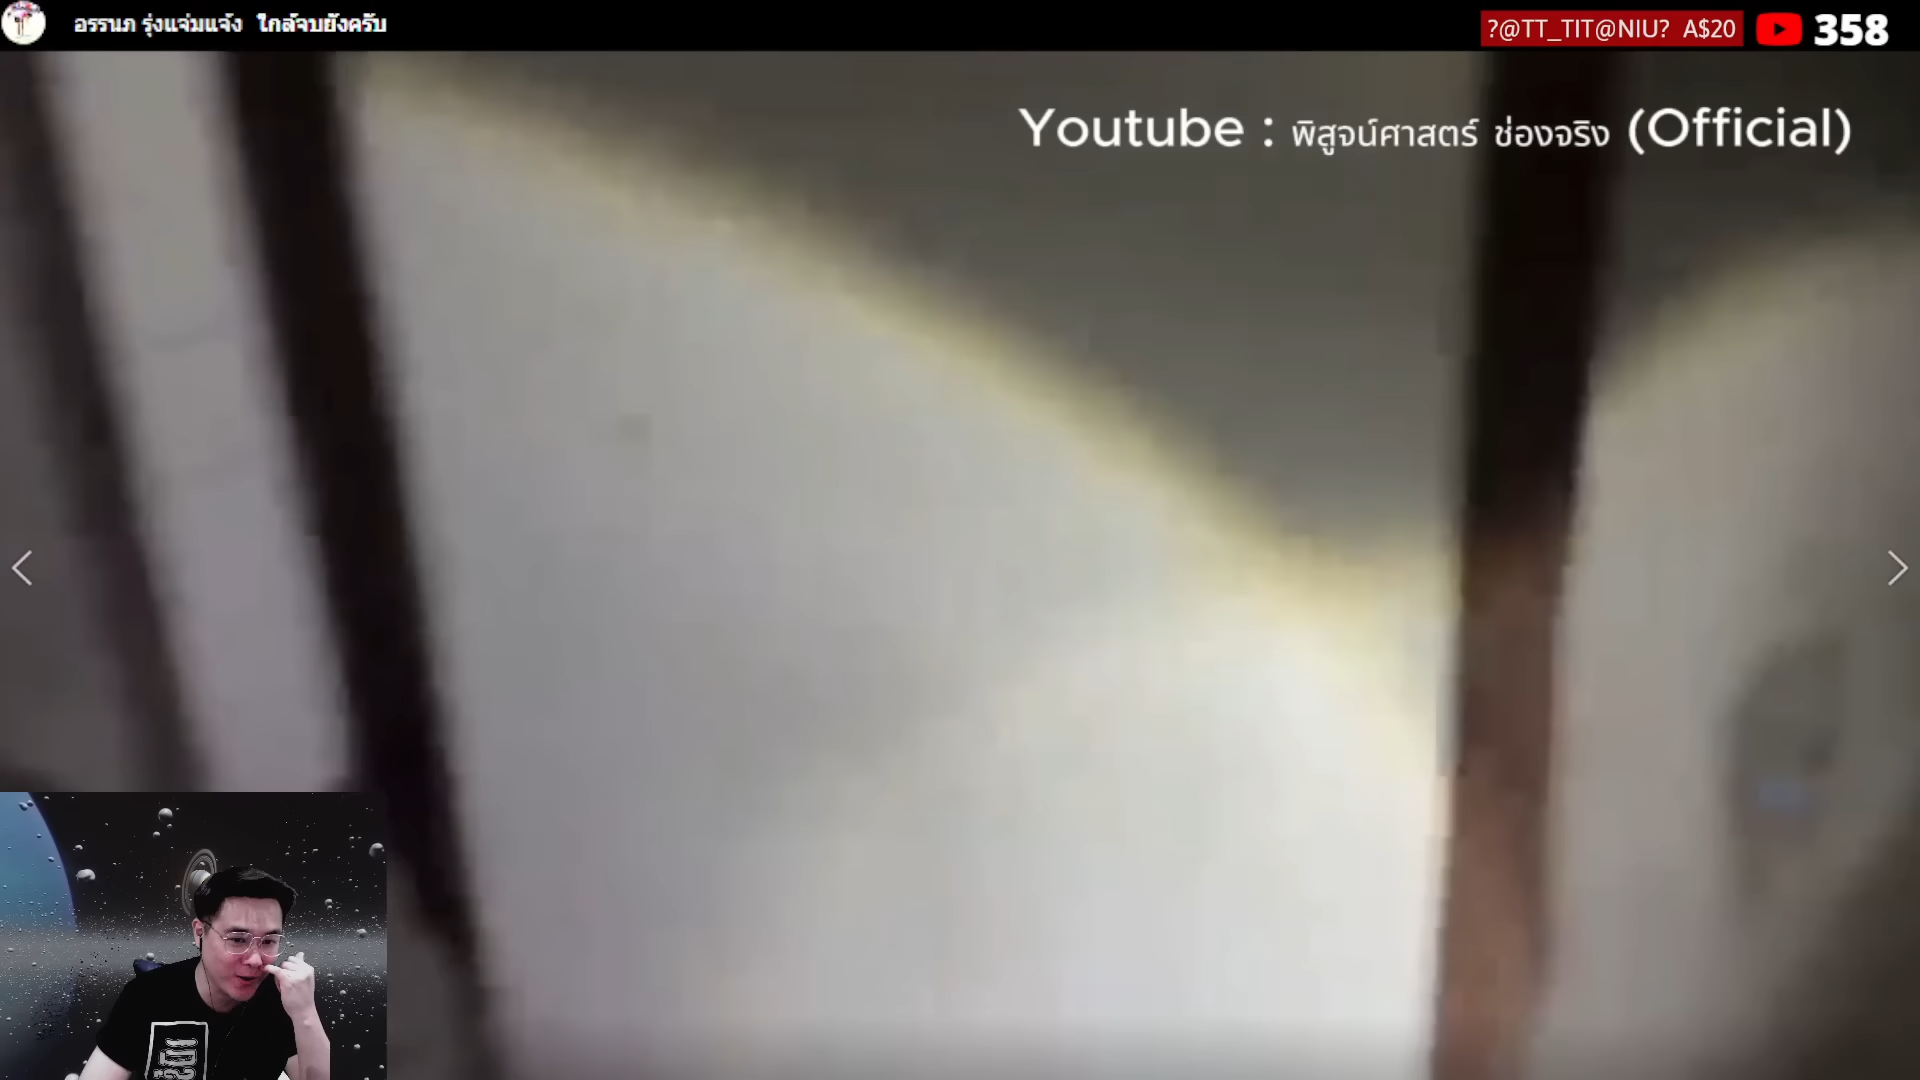 อรรนภ รุ่งแจ่มแจ้ง ใกล้จบยังครับ
?@TT_TIT@NIU? A$20
358
Youtube : พิสูจน์ศาสตร์ ช่องจริง (Official)